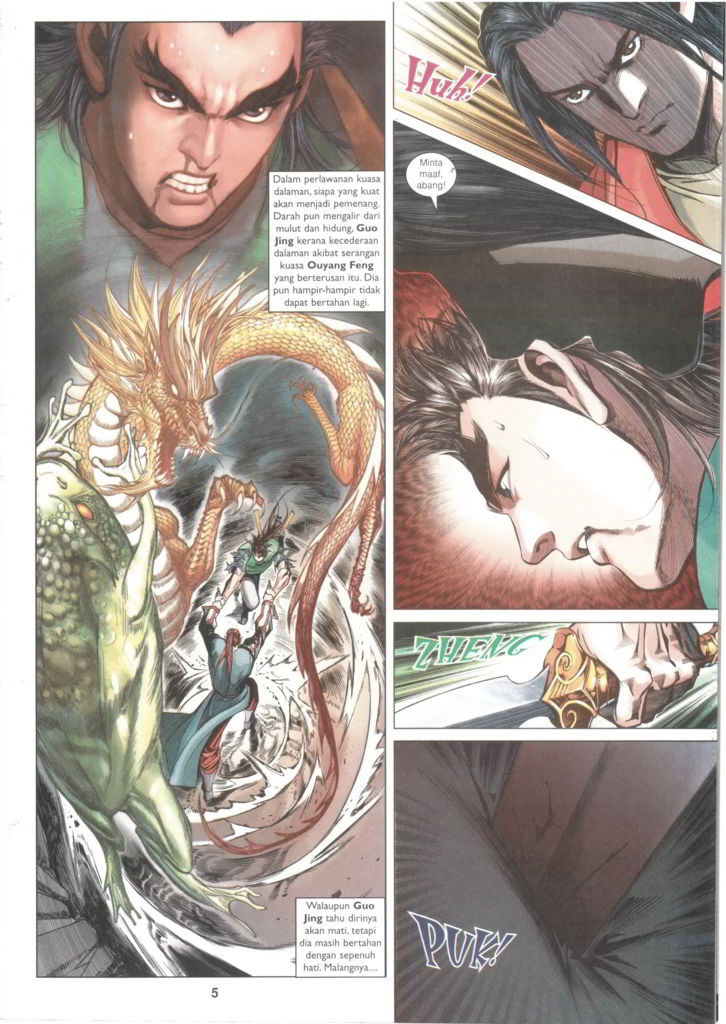 Dalam perlawanan kuasa
dalaman, siapa yang kuat
akan menjadi pemenang.
Darah pun mengalir dari
mulut dan hidung, Guo
Jing kerana kecederaan
dalaman akibat serangan
kuasa Ouyang Feng
yang berterusan itu. Dia
pun hampir-hampir tidak
dapat bertahan lagi.
Walaupun Guo
Jing tahu dirinya
akan mati, tetapi
dia masih bertahan
dengan sepenuh
hati. Malangnya....
Huh!
Minta
maaf,
abang!
ZHENG
PUK!
5